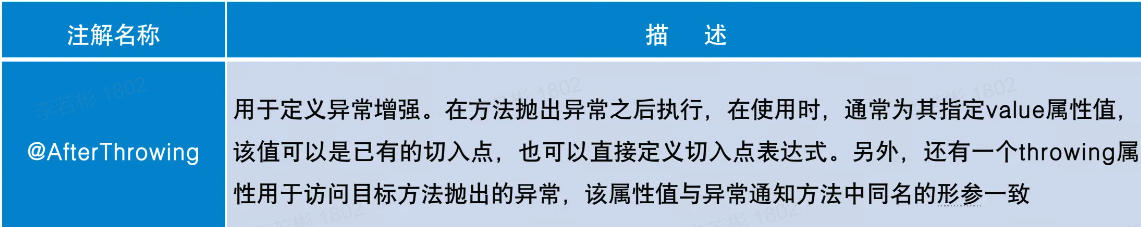 注解名称
描 述
@AfterThrowing
用于定义异常增强。在方法抛出异常之后执行，在使用时，通常为其指定value属性值，
该值可以是已有的切入点，也可以直接定义切入点表达式。另外，还有一个throwing属
性用于访问目标方法抛出的异常，该属性值与异常通知方法中同名的形参一致